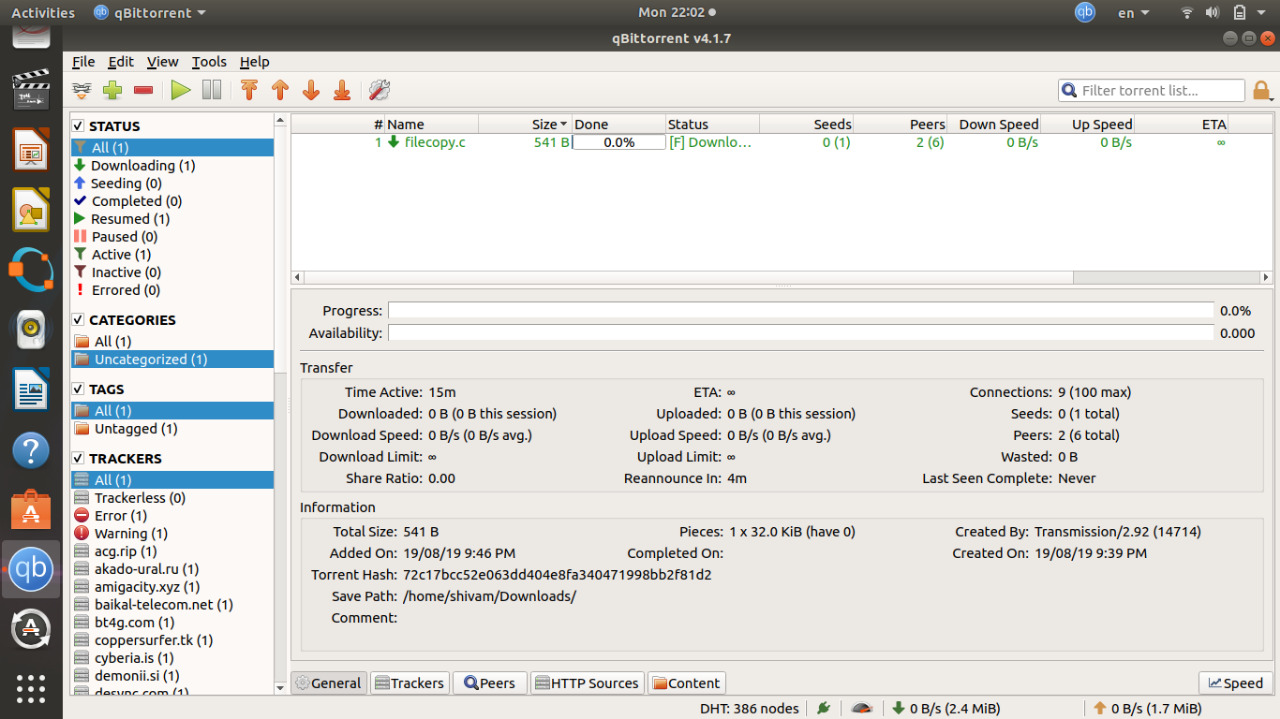 Activities qBittorrent Mon 22:02 en
qBittorrent v4.1.7
File Edit View Tools Help
Filter torrent list...
STATUS
All (1)
Downloading (1)
Seeding (0)
Completed (0)
Resumed (1)
Paused (0)
Active (1)
Inactive (0)
Errored (0)
CATEGORIES
All (1)
Uncategorized (1)
TAGS
All (1)
Untagged (1)
TRACKERS
All (1)
Trackerless (0)
Error (1)
Warning (1)
acg.rip (1)
akado-ural.ru (1)
amigacity.xyz (1)
baikal-telecom.net (1)
bt4g.com (1)
coppersurfer.tk (1)
cyberia.is (1)
demonii.si (1)
desync.com (1)
# Name Size Done Status Seeds Peers Down Speed Up Speed ETA
1 filecopy.c 541 B 0.0% [F] Downlo... 0 (1) 2 (6) 0 B/s 0 B/s ∞
Progress: 0.0%
Availability: 0.000
Transfer
Time Active: 15m ETA: ∞ Connections: 9 (100 max)
Downloaded: 0 B (0 B this session) Uploaded: 0 B (0 B this session) Seeds: 0 (1 total)
Download Speed: 0 B/s (0 B/s avg.) Upload Speed: 0 B/s (0 B/s avg.) Peers: 2 (6 total)
Download Limit: ∞ Upload Limit: ∞ Wasted: 0 B
Share Ratio: 0.00 Reannounce In: 4m Last Seen Complete: Never
Information
Total Size: 541 B Pieces: 1 x 32.0 KiB (have 0) Created By: Transmission/2.92 (14714)
Added On: 19/08/19 9:46 PM Completed On: Created On: 19/08/19 9:39 PM
Torrent Hash: 72c17bcc52e063dd404e8fa340471998bb2f81d2
Save Path: /home/shivam/Downloads/
Comment:
General Trackers Peers HTTP Sources Content Speed
DHT: 386 nodes 0 B/s (2.4 MiB) 0 B/s (1.7 MiB)